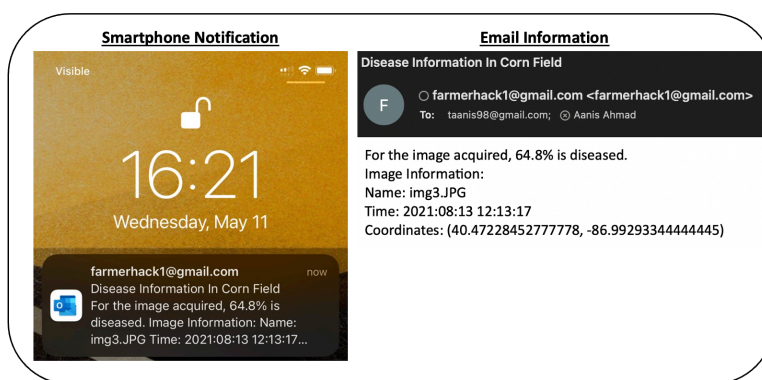 Smartphone Notification
Visible
16:21
Wednesday, May 11
farmerhack1@gmail.com now
Disease Information In Corn Field
For the image acquired, 64.8% is
diseased. Image Information: Name:
img3.JPG Time: 2021:08:13 12:13:17...
Email Information
Disease Information In Corn Field
F
farmerhack1@gmail.com <farmerhack1@gmail.com>
To: taanis98@gmail.com; Aanis Ahmad
For the image acquired, 64.8% is diseased.
Image Information:
Name: img3.JPG
Time: 2021:08:13 12:13:17
Coordinates: (40.47228452777778, -86.99293344444445)